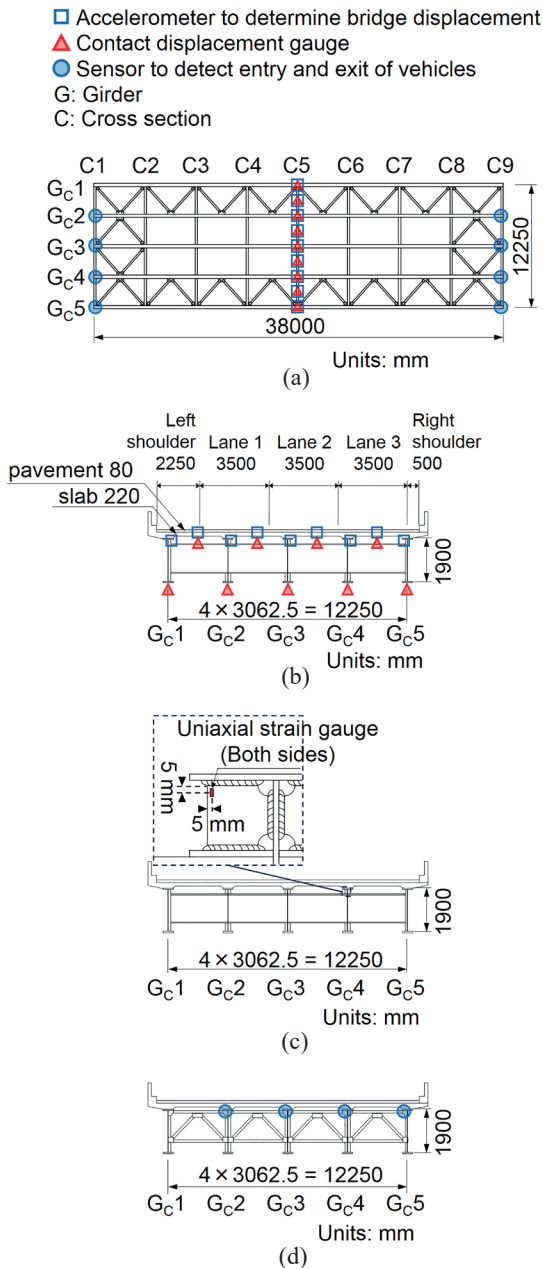 Accelerometer to determine bridge displacement
Contact displacement gauge
Sensor to detect entry and exit of vehicles
G: Girder
C: Cross section
C1 C2 C3 C4 C5 C6 C7 C8 C9
GC1
GC2
GC3
GC4
GC5
12250
38000
Units: mm
(a)
Left shoulder 2250
Lane 1 3500
Lane 2 3500
Lane 3 3500
Right shoulder 500
pavement 80
slab 220
1900
4 × 3062.5 = 12250
GC1 GC2 GC3 GC4 GC5
Units: mm
(b)
Uniaxial strain gauge
(Both sides)
5 mm
5 mm
1900
4 × 3062.5 = 12250
GC1 GC2 GC3 GC4 GC5
Units: mm
(c)
1900
4 × 3062.5 = 12250
GC1 GC2 GC3 GC4 GC5
Units: mm
(d)